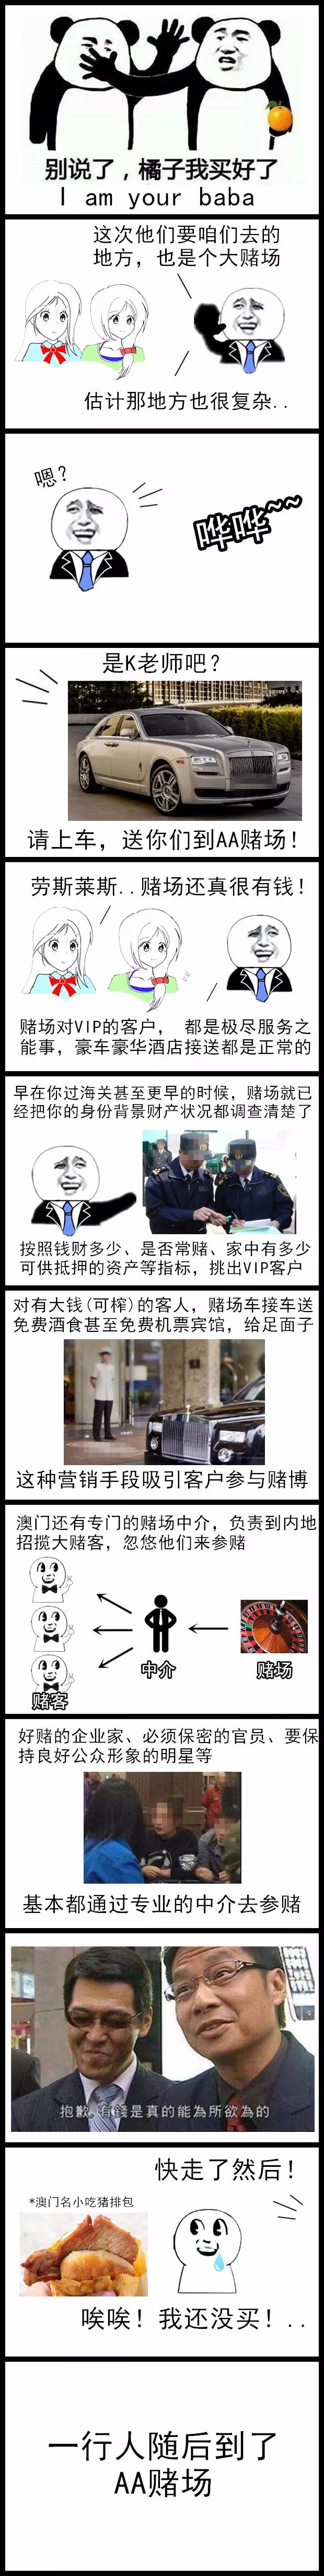 别说了，橘子我买好了
I am your baba
这次他们要咱们去的
地方，也是个大赌场
估计那地方也很复杂..
嗯？
哗哗~~
是K老师吧？
请上车，送你们到AA赌场！
劳斯莱斯..赌场还真很有钱！
赌场对VIP的客户， 都是极尽服务之
能事，豪车豪华酒店接送都是正常的
早在你过海关甚至更早的时候，赌场就已
经把你的身份背景财产状况都调查清楚了
按照钱财多少、是否常赌、家中有多少
可供抵押的资产等指标，挑出VIP客户
对有大钱(可榨)的客人，赌场车接车送
免费酒食甚至免费机票宾馆，给足面子
这种营销手段吸引客户参与赌博
澳门还有专门的赌场中介，负责到内地
招揽大赌客，忽悠他们来参赌
中介
赌场
赌客
好赌的企业家、必须保密的官员、要保
持良好公众形象的明星等
基本都通过专业的中介去参赌
抱歉,有錢是真的能為所欲為的
快走了然后！
*澳门名小吃猪排包
唉唉！我还没买！..
一行人随后到了
AA赌场